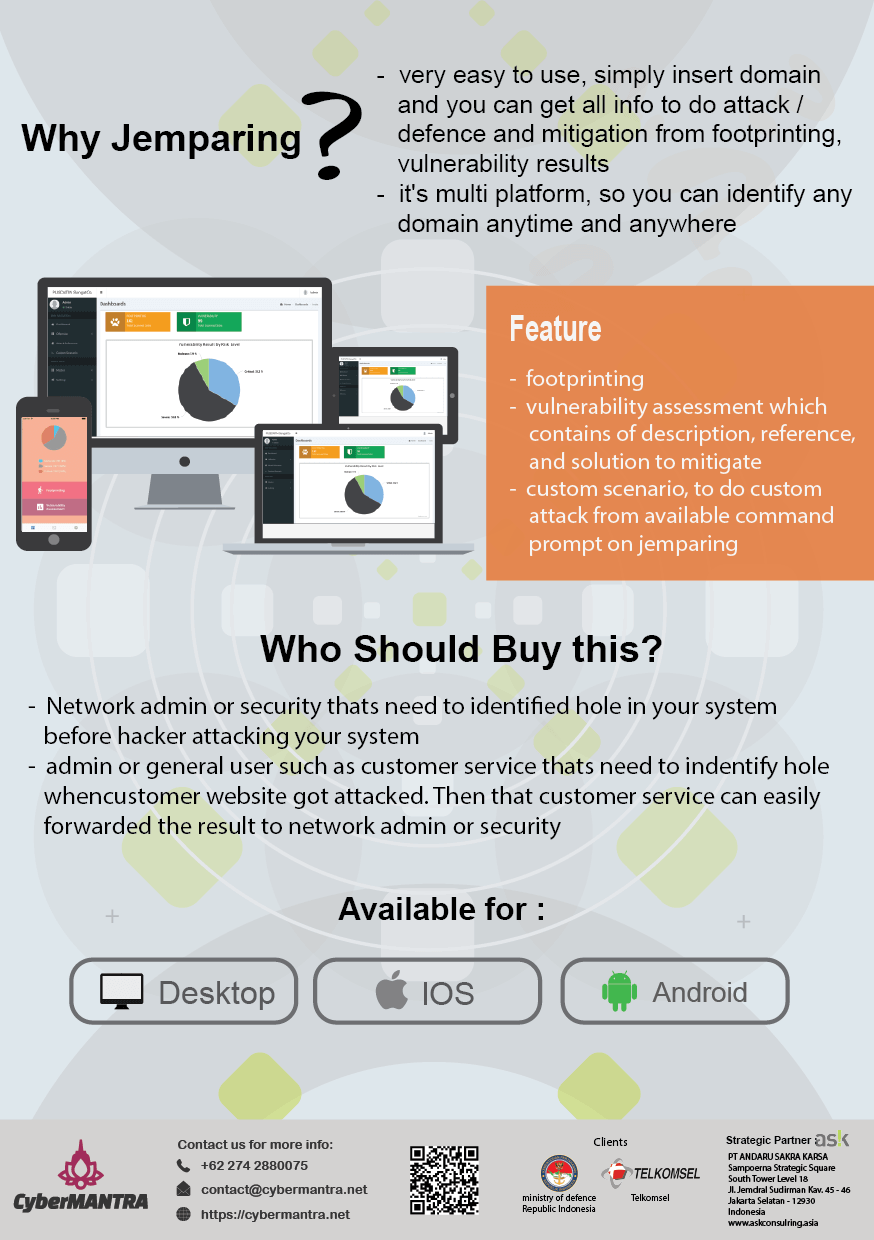 Why Jemparing ?
- very easy to use, simply insert domain
and you can get all info to do attack /
defence and mitigation from footprinting,
vulnerability results
- it's multi platform, so you can identify any
domain anytime and anywhere
Dashboards
Feature
- footprinting
- vulnerability assessment which
contains of description, reference,
and solution to mitigate
- custom scenario, to do custom
attack from available command
prompt on jemparing
Who Should Buy this?
- Network admin or security thats need to identified hole in your system
before hacker attacking your system
- admin or general user such as customer service thats need to indentify hole
whencustomer website got attacked. Then that customer service can easily
forwarded the result to network admin or security
Available for :
Desktop
IOS
Android
CyberMANTRA
Contact us for more info:
+62 274 2880075
contact@cybermantra.net
https://cybermantra.net
Clients
ministry of defence
Republic Indonesia
TELKOMSEL
Telkomsel
Strategic Partner : ask
PT ANDARU SAKRA KARSA
Sampoerna Strategic Square
South Tower Level 18
Jl. Jemdral Sudirman Kav. 45 - 46
Jakarta Selatan - 12930
Indonesia
www.askconsulring.asia